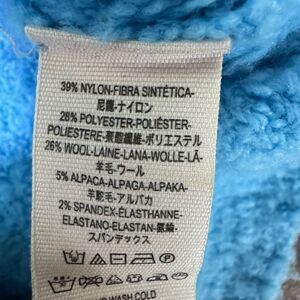 39% NYLON-FIBRA SINTÉTICA-
尼龍-ナイロン
28% POLYESTER-POLIÉSTER-
POLIESTERE-聚酯纖維-ポリエステル
26% WOOL-LAINE-LANA-WOLLE-LÃ-
羊毛-ウール
5% ALPACA-ALPAGA-ALPAKA-
羊駝毛-アルパカ
2% SPANDEX-ÉLASTHANNE-
ELASTANO-ELASTAN-氨綸-
スパンデックス
WASH COLD